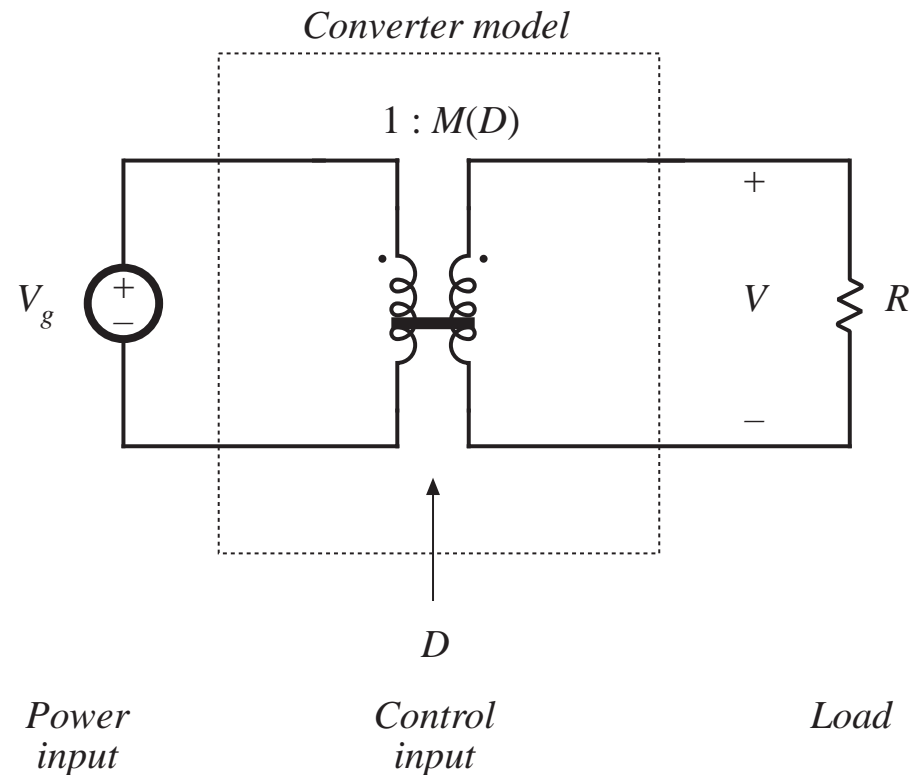 Converter model
1 : M(D)
+
V_g
+
–
V
R
–
D
Power
input
Control
input
Load